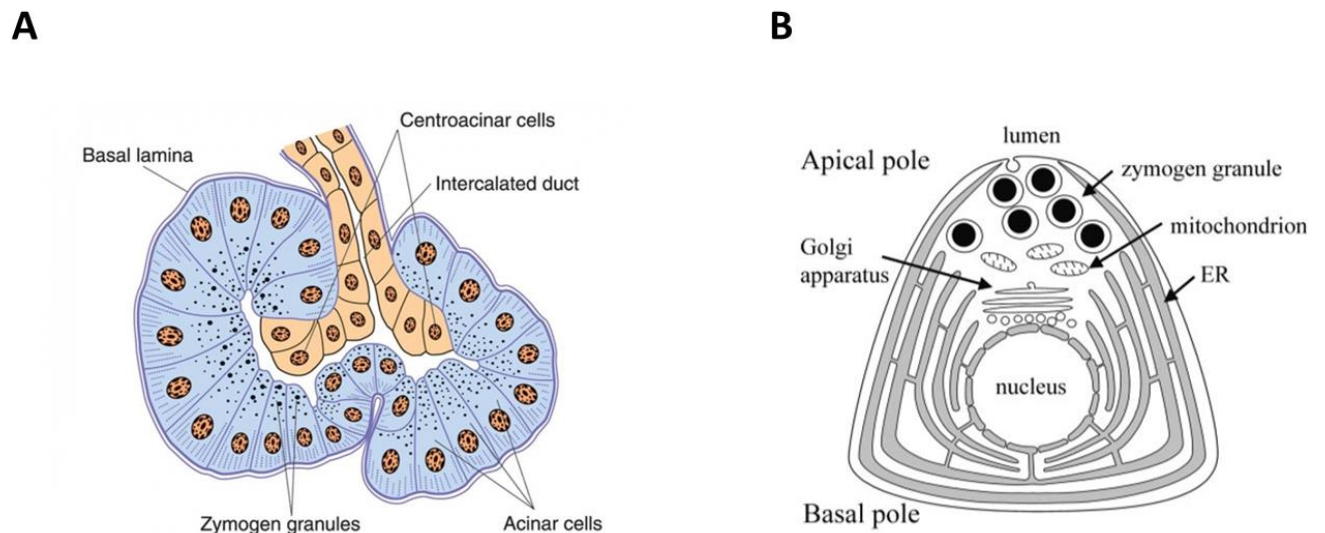 A
Centroacinar cells
Basal lamina
Intercalated duct
Zymogen granules
Acinar cells
B
lumen
Apical pole
zymogen granule
mitochondrion
Golgi
apparatus
ER
nucleus
Basal pole